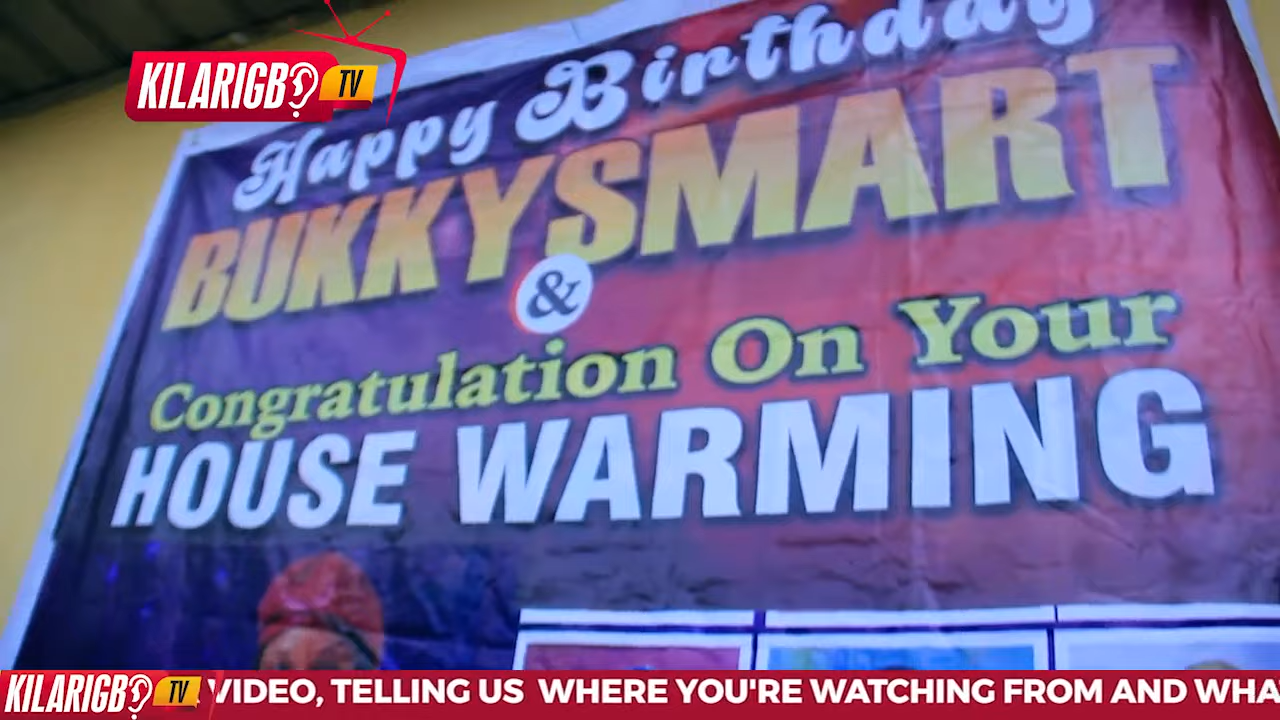 KILARIGBO TV
Happy Birthday
BUKKYSMART
&
Congratulation On Your
HOUSE WARMING
KILARIGBO TV VIDEO, TELLING US WHERE YOU'RE WATCHING FROM AND WHA